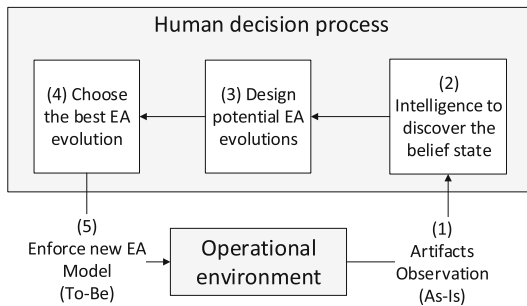 Human decision process
(4) Choose
the best EA
evolution
(3) Design
potential EA
evolutions
(2)
Intelligence to
discover the
belief state
(5)
Enforce new EA
Model
(To-Be)
Operational
environment
(1)
Artifacts
Observation
(As-Is)